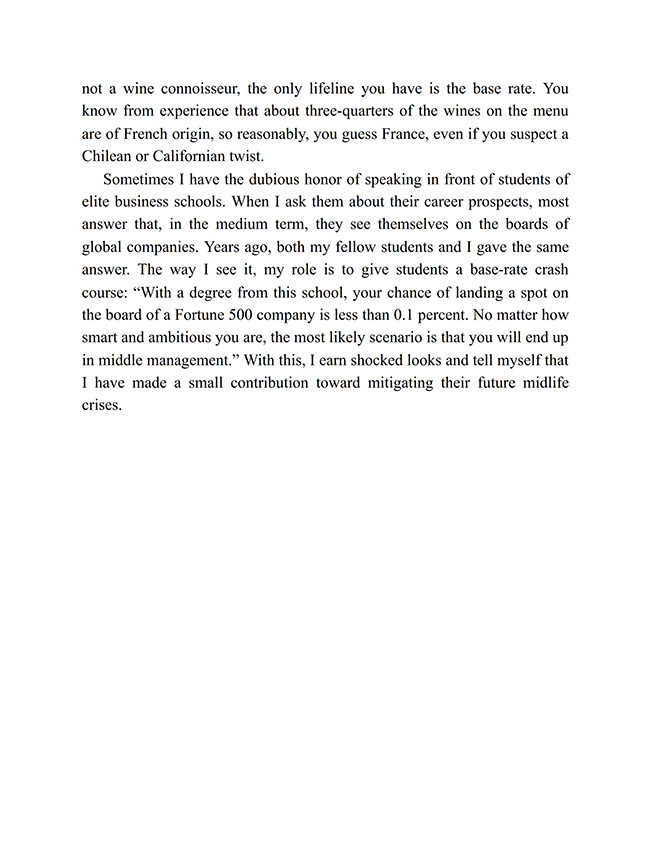 not a wine connoisseur, the only lifeline you have is the base rate. You
know from experience that about three-quarters of the wines on the menu
are of French origin, so reasonably, you guess France, even if you suspect a
Chilean or Californian twist.
Sometimes I have the dubious honor of speaking in front of students of
elite business schools. When I ask them about their career prospects, most
answer that, in the medium term, they see themselves on the boards of
global companies. Years ago, both my fellow students and I gave the same
answer. The way I see it, my role is to give students a base-rate crash
course: “With a degree from this school, your chance of landing a spot on
the board of a Fortune 500 company is less than 0.1 percent. No matter how
smart and ambitious you are, the most likely scenario is that you will end up
in middle management.” With this, I earn shocked looks and tell myself that
I have made a small contribution toward mitigating their future midlife
crises.